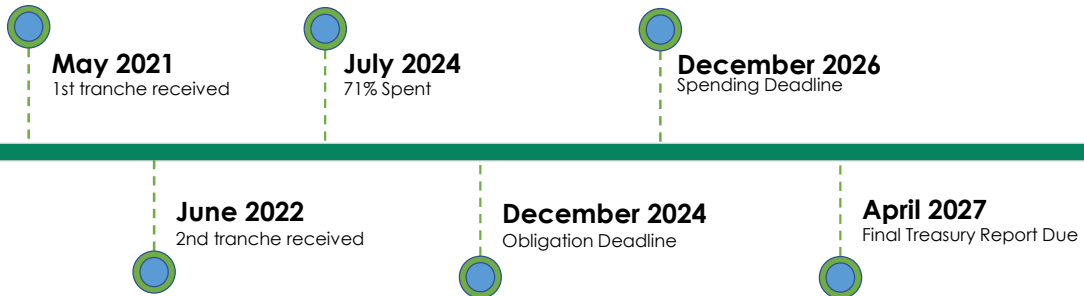 May 2021
1st tranche received
July 2024
71% Spent
December 2026
Spending Deadline
June 2022
2nd tranche received
December 2024
Obligation Deadline
April 2027
Final Treasury Report Due